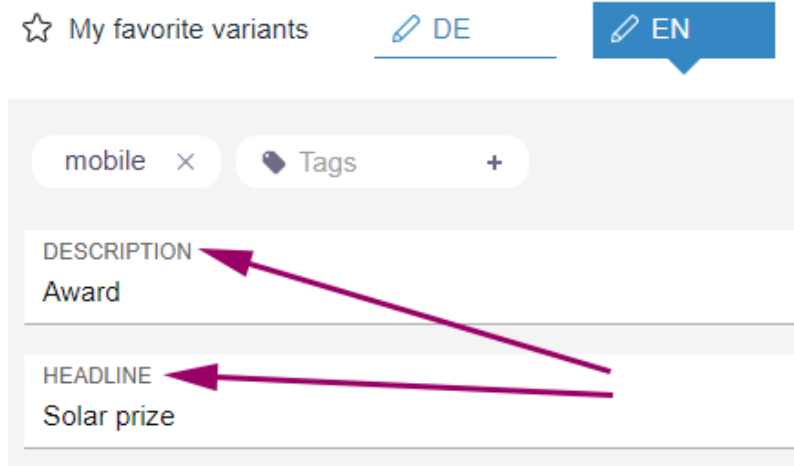 My favorite variants DE EN
mobile Tags
DESCRIPTION
Award
HEADLINE
Solar prize